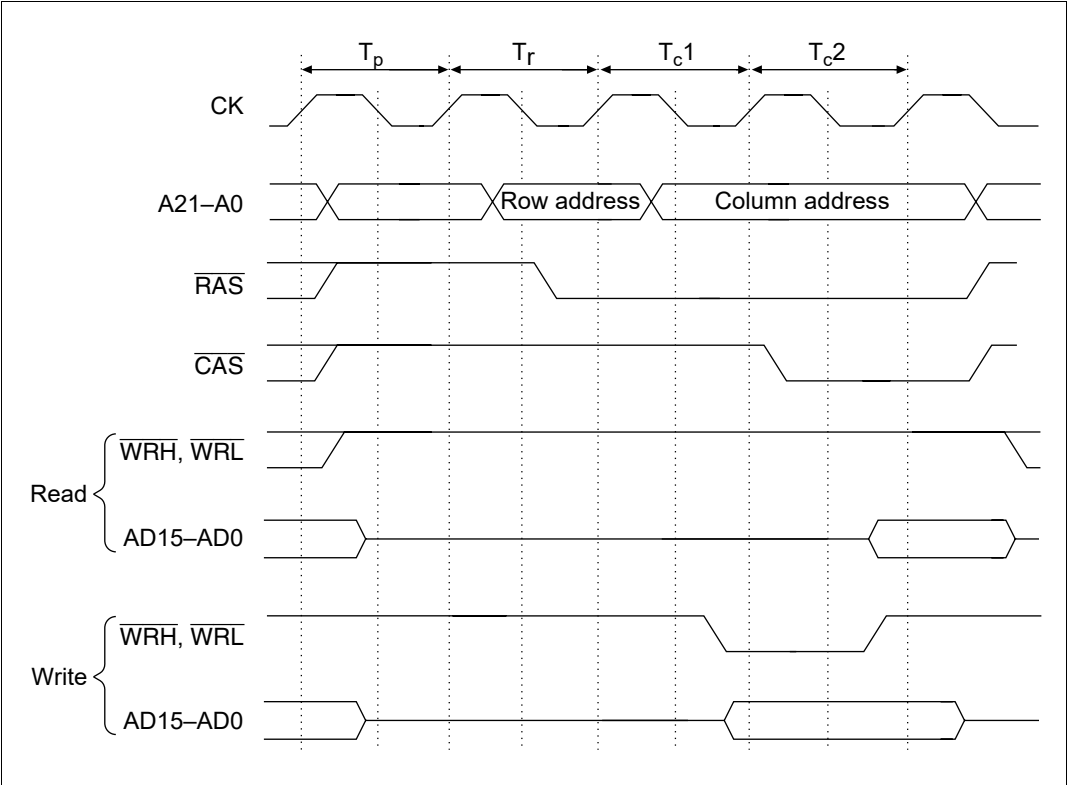 Tp Tr Tc1 Tc2
CK
A21–A0 Row address Column address
RAS
CAS
WRH, WRL
Read
AD15–AD0
WRH, WRL
Write
AD15–AD0